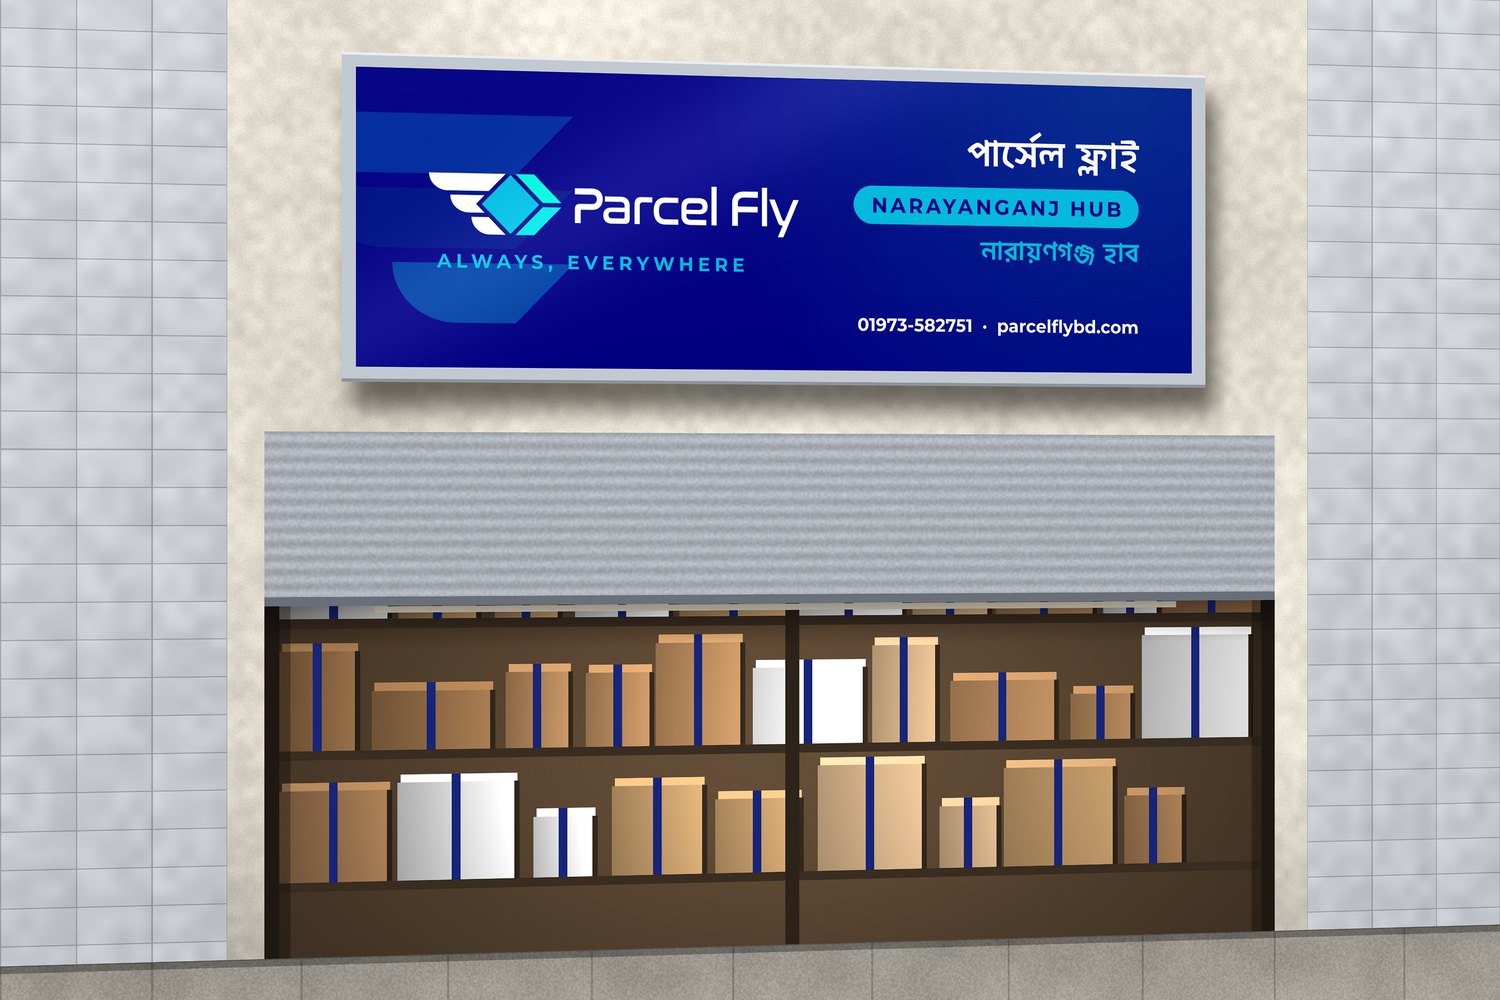 Parcel Fly
ALWAYS, EVERYWHERE
পার্সেল ফ্লাই
NARAYANGANJ HUB
নারায়ণগঞ্জ হাব
01973-582751 · parcelflybd.com